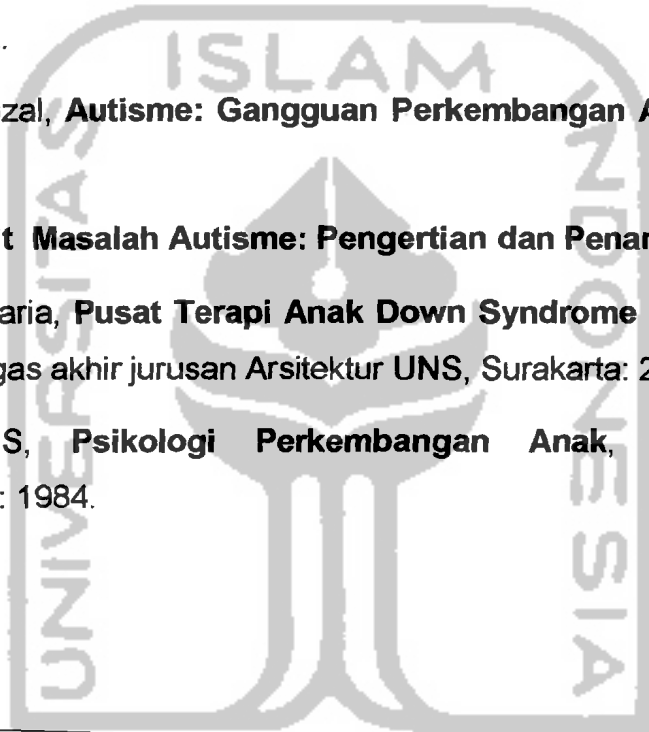 ISLAM
UNIVERSITAS
INDONESIA
.
zal, Autisme: Gangguan Perkembangan A
t Masalah Autisme: Pengertian dan Penan
aria, Pusat Terapi Anak Down Syndrome
gas akhir jurusan Arsitektur UNS, Surakarta: 2
S, Psikologi Perkembangan Anak,
: 1984.